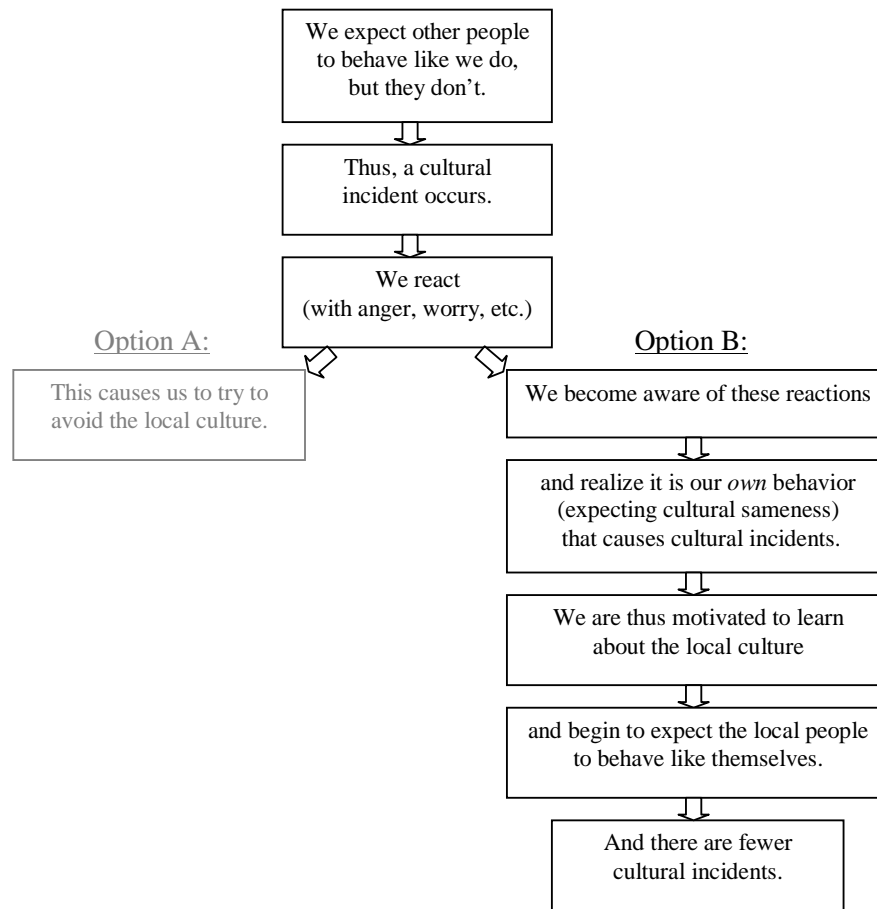 We expect other people
to behave like we do,
but they don’t.
Thus, a cultural
incident occurs.
We react
(with anger, worry, etc.)
Option A:
This causes us to try to
avoid the local culture.
Option B:
We become aware of these reactions
and realize it is our own behavior
(expecting cultural sameness)
that causes cultural incidents.
We are thus motivated to learn
about the local culture
and begin to expect the local people
to behave like themselves.
And there are fewer
cultural incidents.